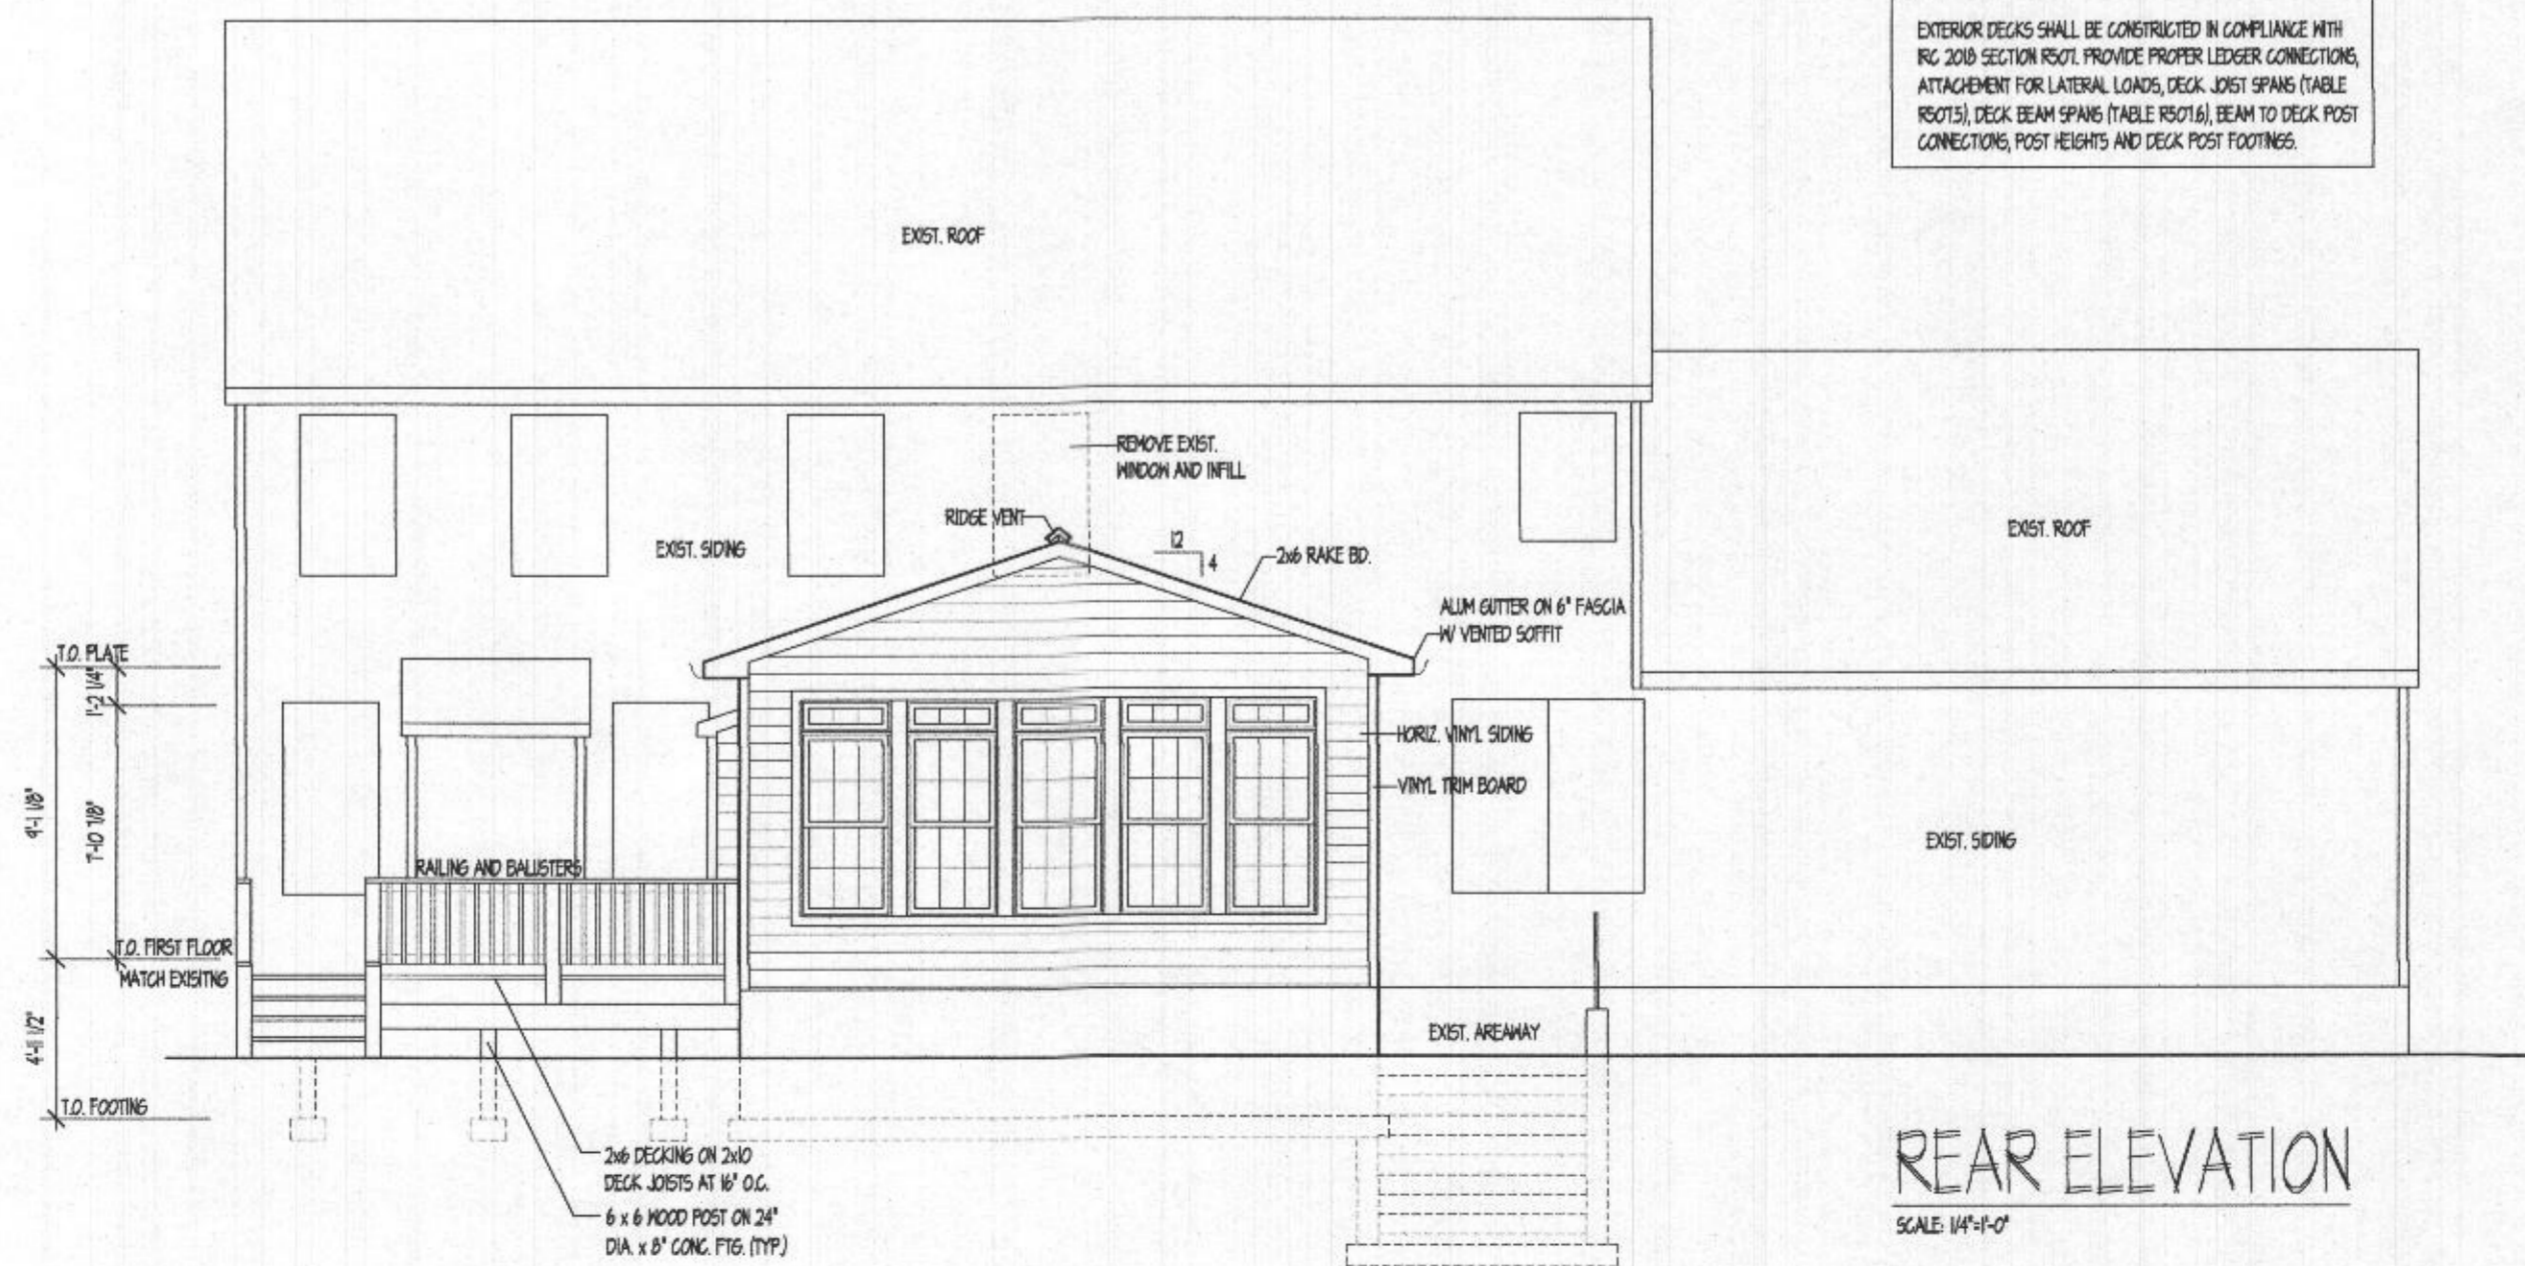 EXTERIOR DECKS SHALL BE CONSTRUCTED IN COMPLIANCE WITH
IRC 2018 SECTION R507. PROVIDE PROPER LEDGER CONNECTIONS,
ATTACHEMENT FOR LATERAL LOADS, DECK JOIST SPANS (TABLE
R507.5), DECK BEAM SPANS (TABLE R507.6), BEAM TO DECK POST
CONNECTIONS, POST HEIGHTS AND DECK POST FOOTINGS.
EXIST. ROOF
REMOVE EXIST.
WINDOW AND INFILL
RIDGE VENT
EXIST. SIDING
12
4
2x6 RAKE BD.
EXIST. ROOF
ALUM GUTTER ON 6" FASCIA
W/ VENTED SOFFIT
T.O. PLATE
1'-2 1/4"
HORIZ. VINYL SIDING
VINYL TRIM BOARD
9'-1 1/8"
7'-10 7/8"
EXIST. SIDING
RAILING AND BALUSTERS
T.O. FIRST FLOOR
MATCH EXISITNG
EXIST. AREAWAY
4'-11 1/2"
T.O. FOOTING
2x6 DECKING ON 2x10
DECK JOISTS AT 16" O.C.
6 x 6 WOOD POST ON 24"
DIA. x 8" CONC. FTG. (TYP.)
REAR ELEVATION
SCALE: 1/4"=1'-0"